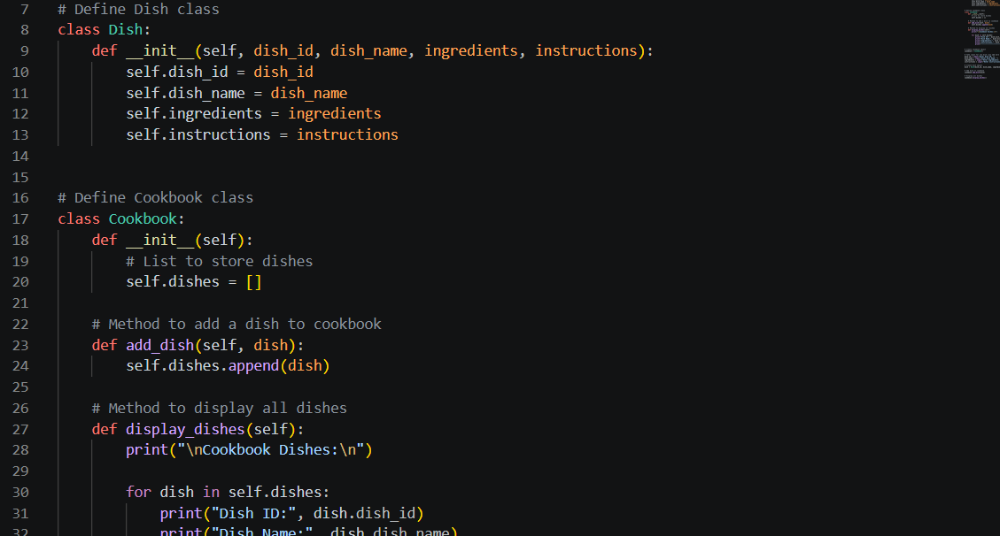 7 # Define Dish class
8 class Dish:
9 def __init__(self, dish_id, dish_name, ingredients, instructions):
10 self.dish_id = dish_id
11 self.dish_name = dish_name
12 self.ingredients = ingredients
13 self.instructions = instructions
14
15
16 # Define Cookbook class
17 class Cookbook:
18 def __init__(self):
19 # List to store dishes
20 self.dishes = []
21
22 # Method to add a dish to cookbook
23 def add_dish(self, dish):
24 self.dishes.append(dish)
25
26 # Method to display all dishes
27 def display_dishes(self):
28 print("\nCookbook Dishes:\n")
29
30 for dish in self.dishes:
31 print("Dish ID:", dish.dish_id)
32 print("Dish Name:", dish.dish_name)